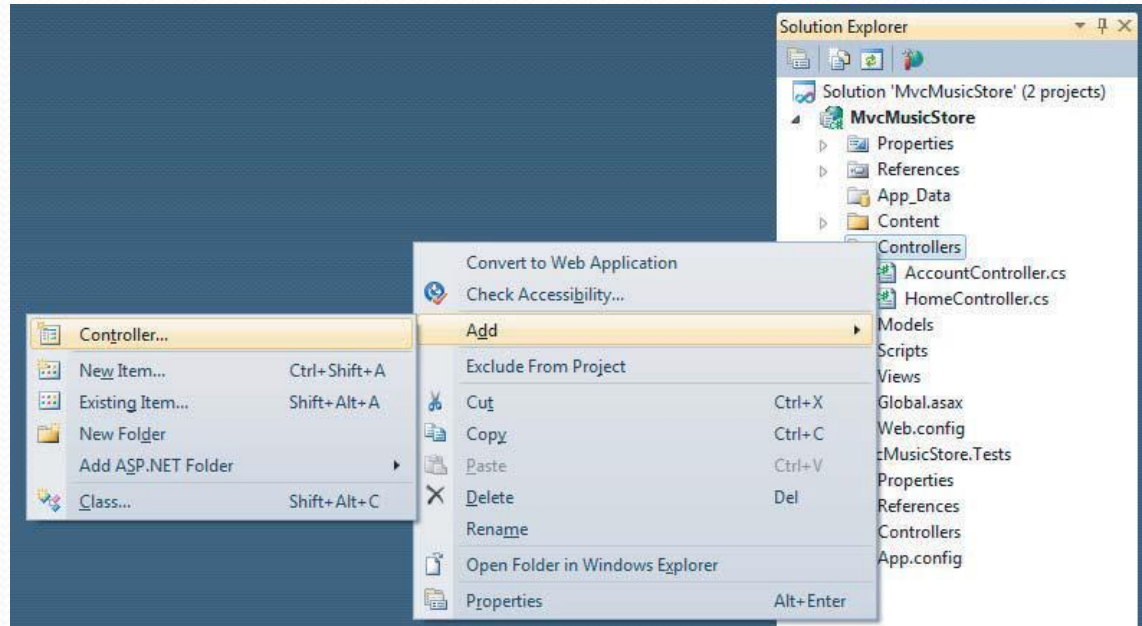 Solution Explorer
Solution 'MvcMusicStore' (2 projects)
MvcMusicStore
Properties
References
App_Data
Content
Controllers
AccountController.cs
HomeController.cs
Models
Scripts
Views
Global.asax
Web.config
cMusicStore.Tests
Properties
References
Controllers
App.config
Convert to Web Application
Check Accessibility...
Add
Exclude From Project
Cut Ctrl+X
Copy Ctrl+C
Paste Ctrl+V
Delete Del
Rename
Open Folder in Windows Explorer
Properties Alt+Enter
Controller...
New Item... Ctrl+Shift+A
Existing Item... Shift+Alt+A
New Folder
Add ASP.NET Folder
Class... Shift+Alt+C